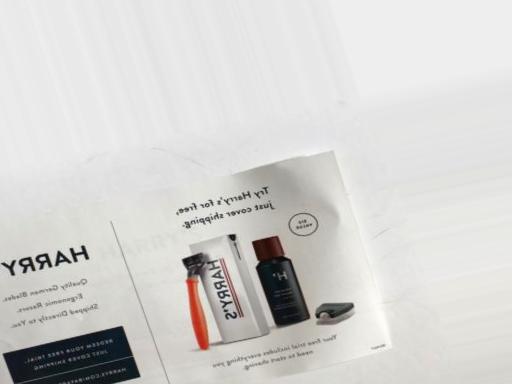 HARRY'S
Quality German Blades.
Ergonomic Razors.
Shipped Directly to You.
REDEEM YOUR FREE TRIAL.
JUST COVER SHIPPING.
Try Harry's for free,
just cover shipping.
$13
VALUE
HARRY'S
H
Your free trial includes everything you
need to start shaving.